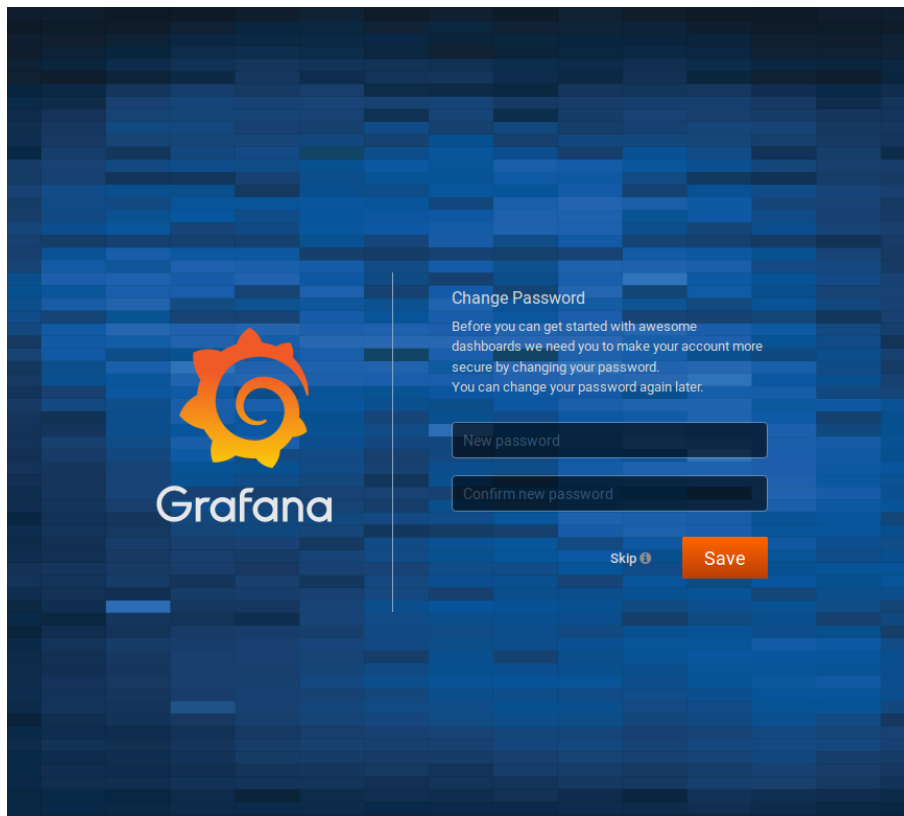 Grafana
Change Password
Before you can get started with awesome
dashboards we need you to make your account more
secure by changing your password.
You can change your password again later.
New password
Confirm new password
Skip
Save